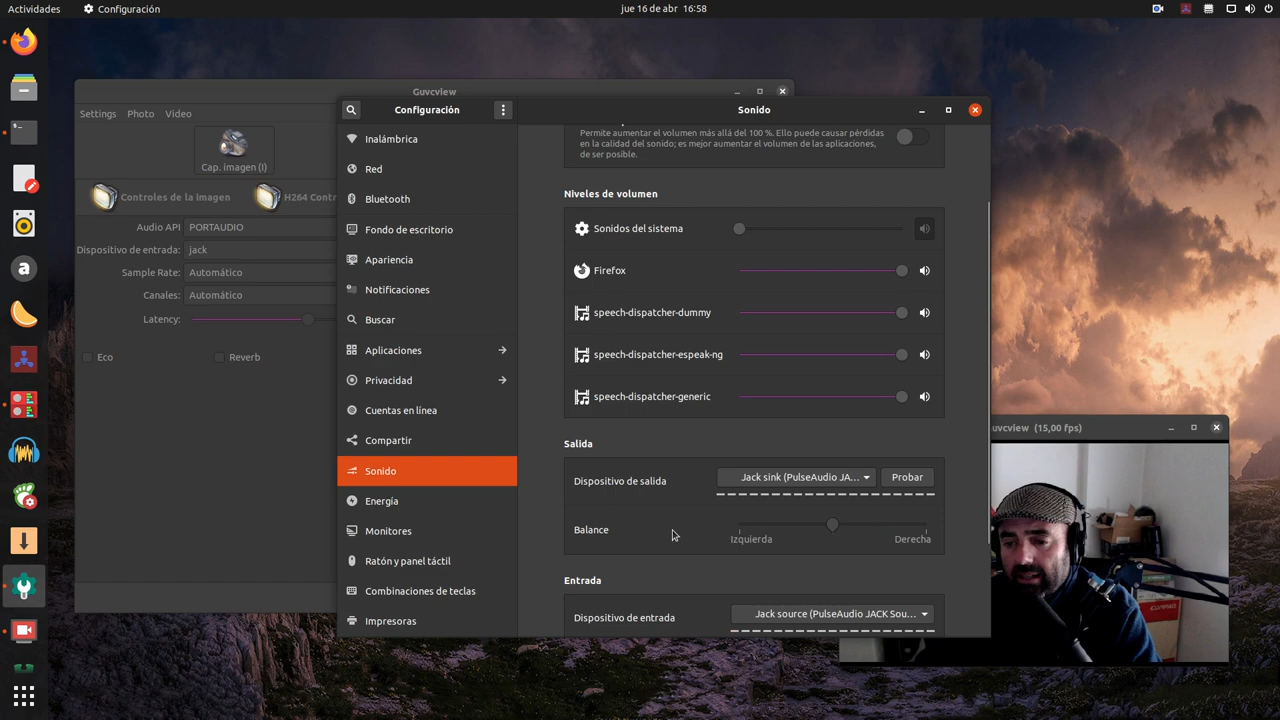 Actividades
Configuración
jue 16 de abr 16:58
Guvcview
Settings Photo Video
Cap. imagen (I)
Controles de la Imagen
H264 Contr
Audio API PORTAUDIO
Dispositivo de entrada: jack
Sample Rate: Automático
Canales: Automático
Latency:
Eco
Reverb
Configuración
Inalámbrica
Red
Bluetooth
Fondo de escritorio
Apariencia
Notificaciones
Buscar
Aplicaciones
Privacidad
Cuentas en línea
Compartir
Sonido
Energía
Monitores
Ratón y panel táctil
Combinaciones de teclas
Impresoras
Sonido
Permite aumentar el volumen más allá del 100 %. Ello puede causar pérdidas
en la calidad del sonido; es mejor aumentar el volumen de las aplicaciones,
de ser posible.
Niveles de volumen
Sonidos del sistema
Firefox
speech-dispatcher-dummy
speech-dispatcher-espeak-ng
speech-dispatcher-generic
Salida
Dispositivo de salida
Jack sink (PulseAudio JA...
Probar
Balance
Izquierda
Derecha
Entrada
Dispositivo de entrada
Jack source (PulseAudio JACK Sou...
uvcview (15,00 fps)